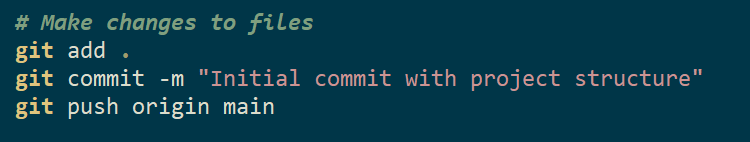 # Make changes to files
git add .
git commit -m "Initial commit with project structure"
git push origin main